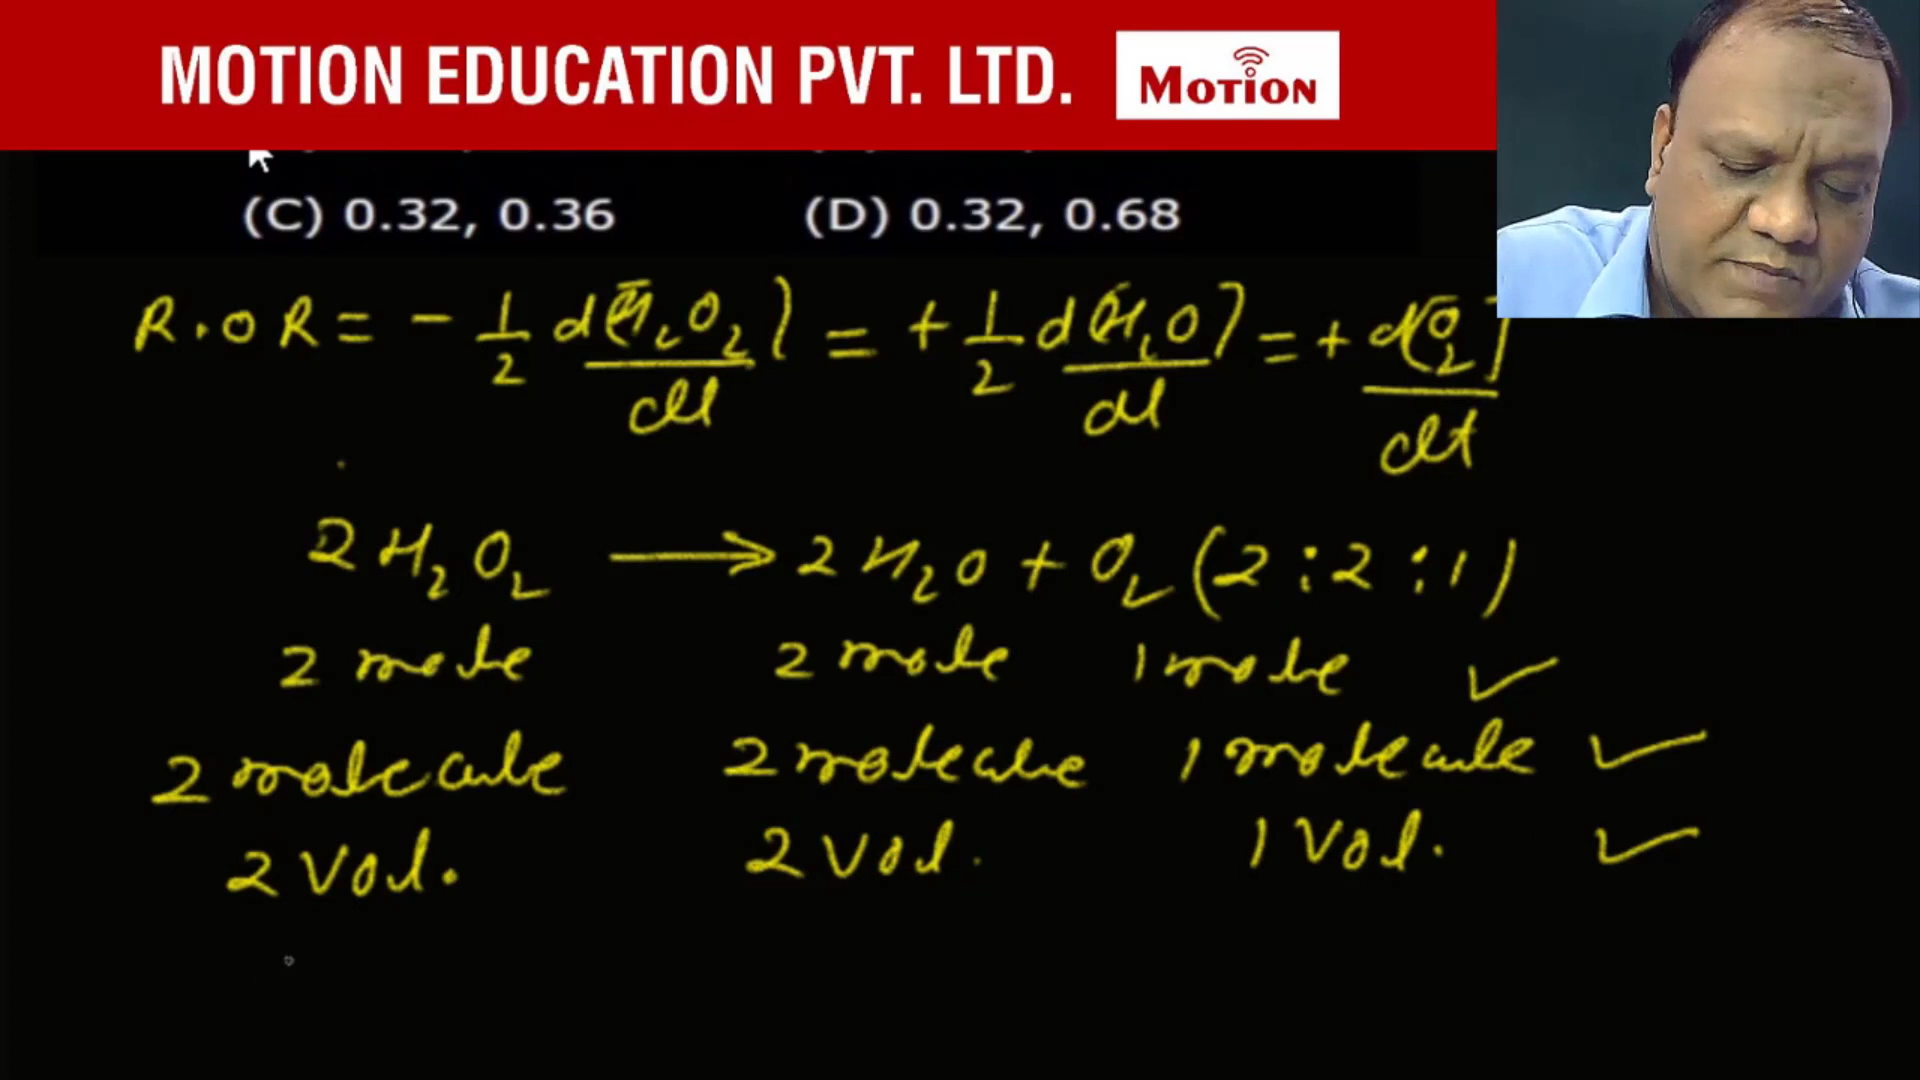 MOTION EDUCATION PVT. LTD. MOTION
(C) 0.32, 0.36 (D) 0.32, 0.68
R.OR = - 1/2 d[H₂O₂]/dt = + 1/2 d[H₂O]/dt = + d[O₂]/dt
2H₂O₂ ⟶ 2H₂O + O₂ (2:2:1)
2 mole 2 mole 1 mole ✓
2 molecule 2 molecule 1 molecule ✓
2 Vol. 2 Vol. 1 Vol. ✓